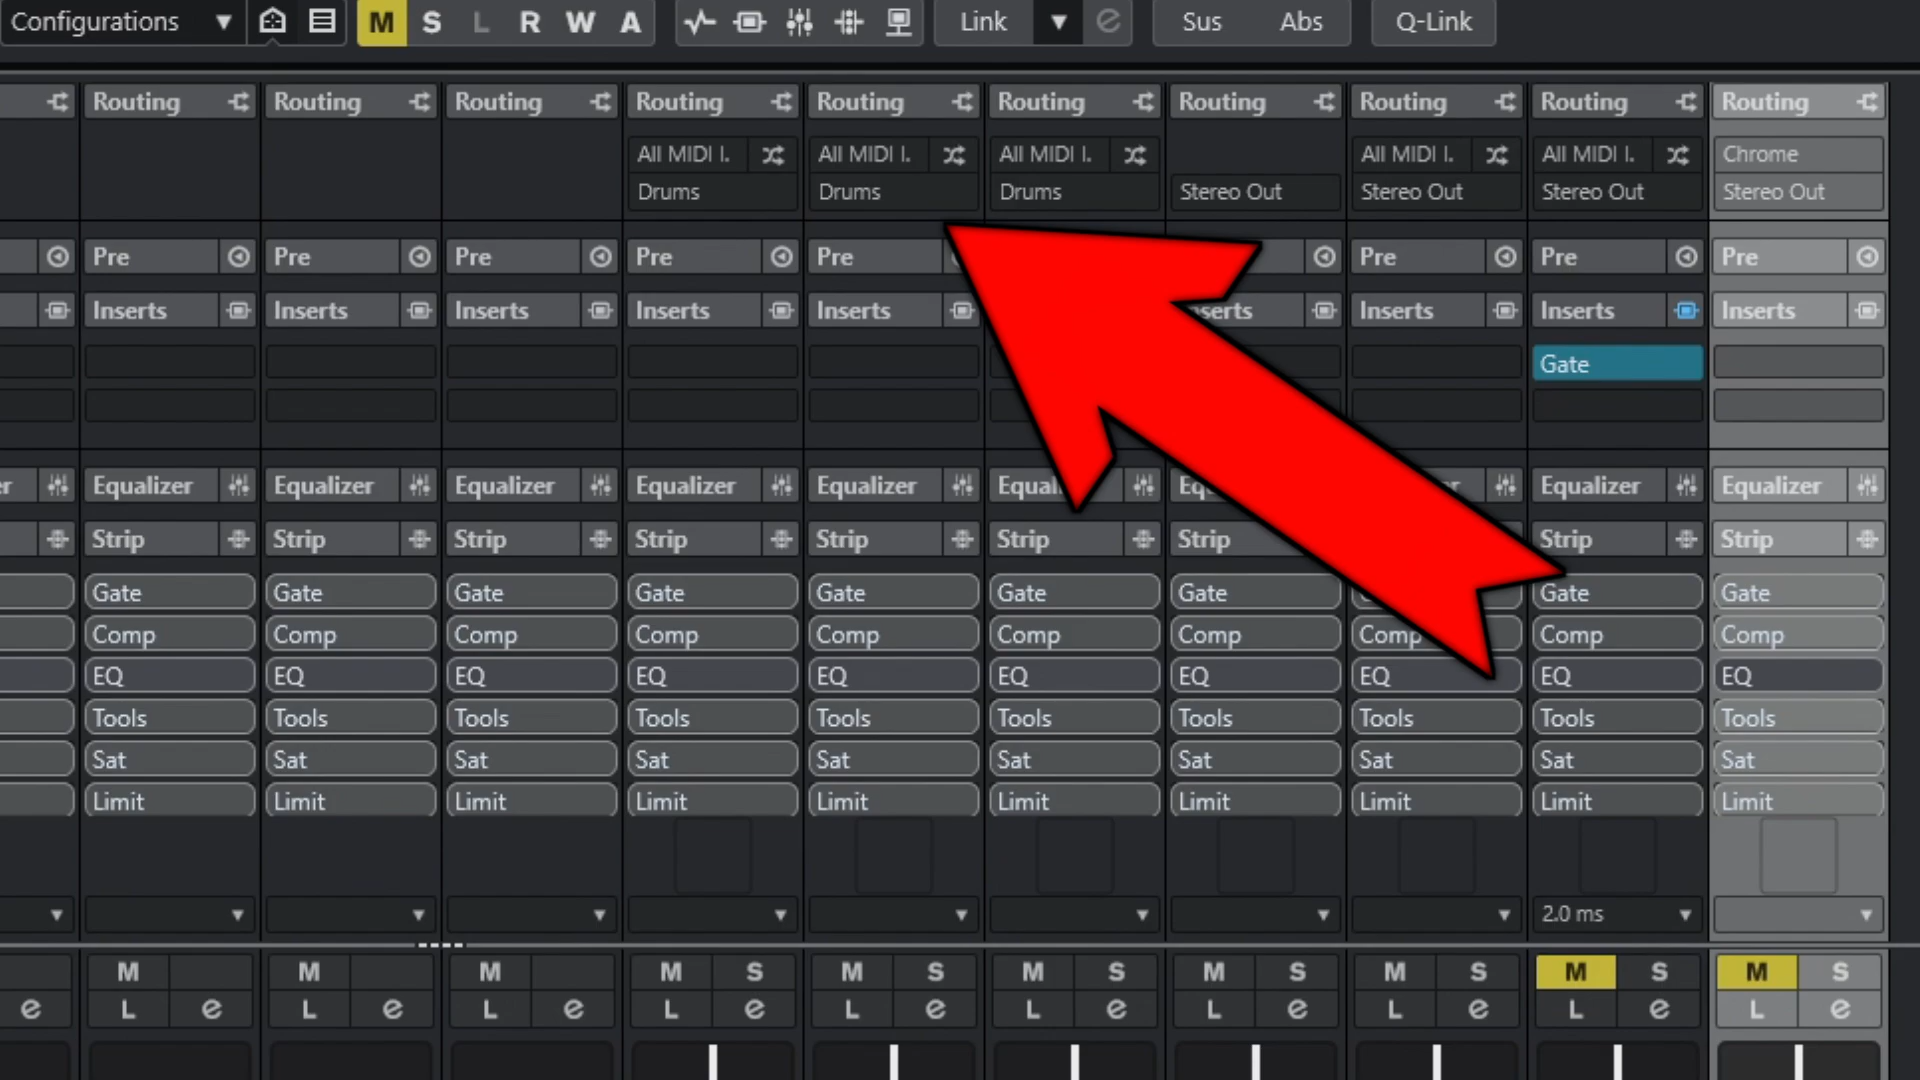 Configurations M S L R W A Link e Sus Abs Q-Link
Routing Routing Routing Routing Routing Routing Routing Routing Routing Routing
All MIDI I. All MIDI I. All MIDI I. All MIDI I. All MIDI I. Chrome
Drums Drums Drums Stereo Out Stereo Out Stereo Out Stereo Out
Pre Pre Pre Pre Pre Pre Pre Pre
Inserts Inserts Inserts Inserts Inserts serts Inserts Inserts Inserts
Gate
r Equalizer Equalizer Equalizer Equalizer Equalizer Equal Eq r Equalizer Equalizer
Strip Strip Strip Strip Strip Strip Strip Strip Strip
Gate Gate Gate Gate Gate Gate Gate Gate Gate
Comp Comp Comp Comp Comp Comp Comp Comp Comp Comp
EQ EQ EQ EQ EQ EQ EQ EQ EQ EQ
Tools Tools Tools Tools Tools Tools Tools Tools Tools Tools
Sat Sat Sat Sat Sat Sat Sat Sat Sat Sat
Limit Limit Limit Limit Limit Limit Limit Limit Limit Limit
2.0 ms
M M M M S M S M S M S M S M S M S
e L e L e L e L e L e L e L e L e L e L e